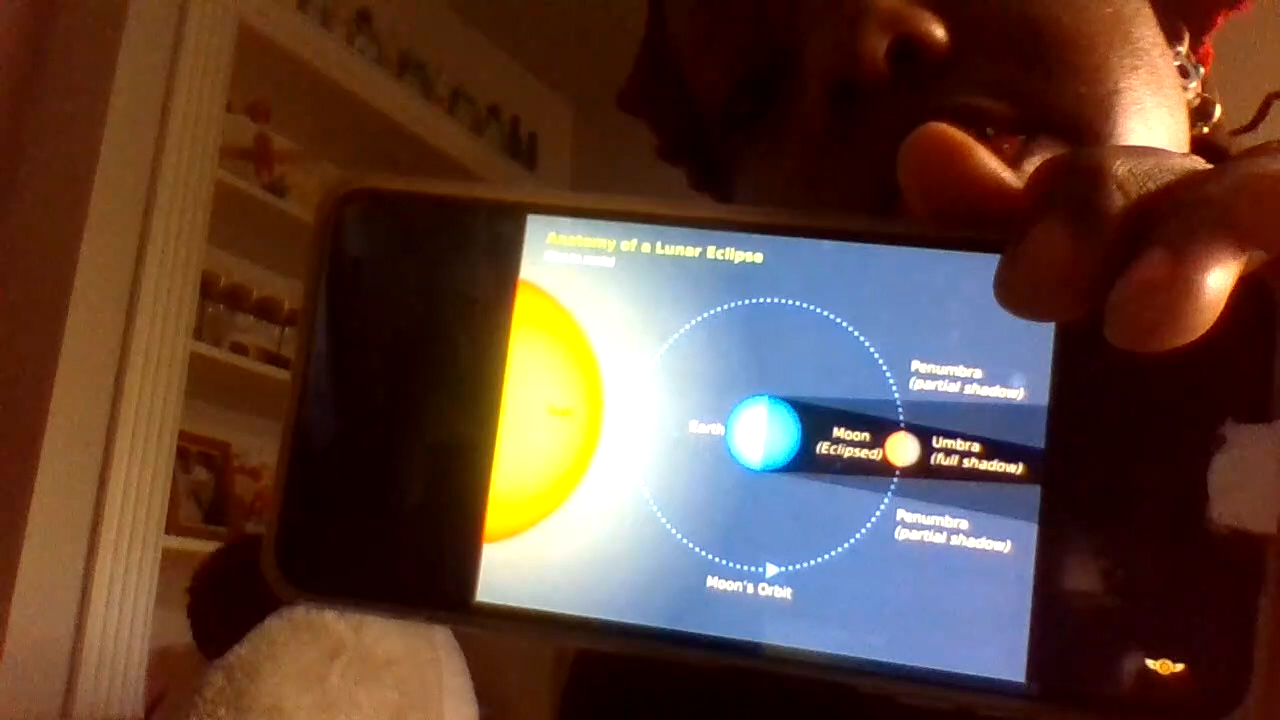 Anatomy of a Lunar Eclipse
Earth
Moon
(Eclipsed)
Penumbra
(partial shadow)
Umbra
(full shadow)
Penumbra
(partial shadow)
Moon's Orbit